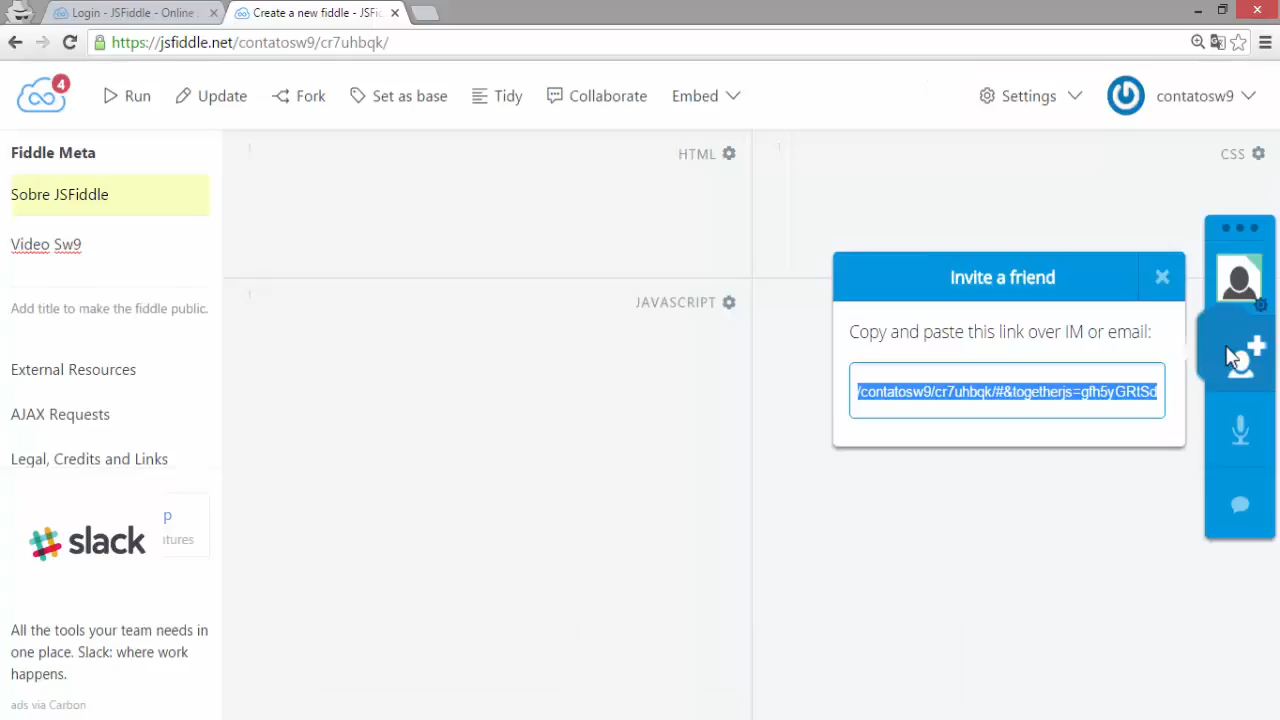 Login - JSFiddle - Online
Create a new fiddle - JSFi
https://jsfiddle.net/contatosw9/cr7uhbqk/
4
Run
Update
Fork
Set as base
Tidy
Collaborate
Embed
Settings
contatosw9
Fiddle Meta
Sobre JSFiddle
Video Sw9
Add title to make the fiddle public.
External Resources
AJAX Requests
Legal, Credits and Links
p
tures
slack
All the tools your team needs in
one place. Slack: where work
happens.
ads via Carbon
1
HTML
1
CSS
1
JAVASCRIPT
Invite a friend
Copy and paste this link over IM or email:
/contatosw9/cr7uhbqk/#&togetherjs=gfh5yGRtSd